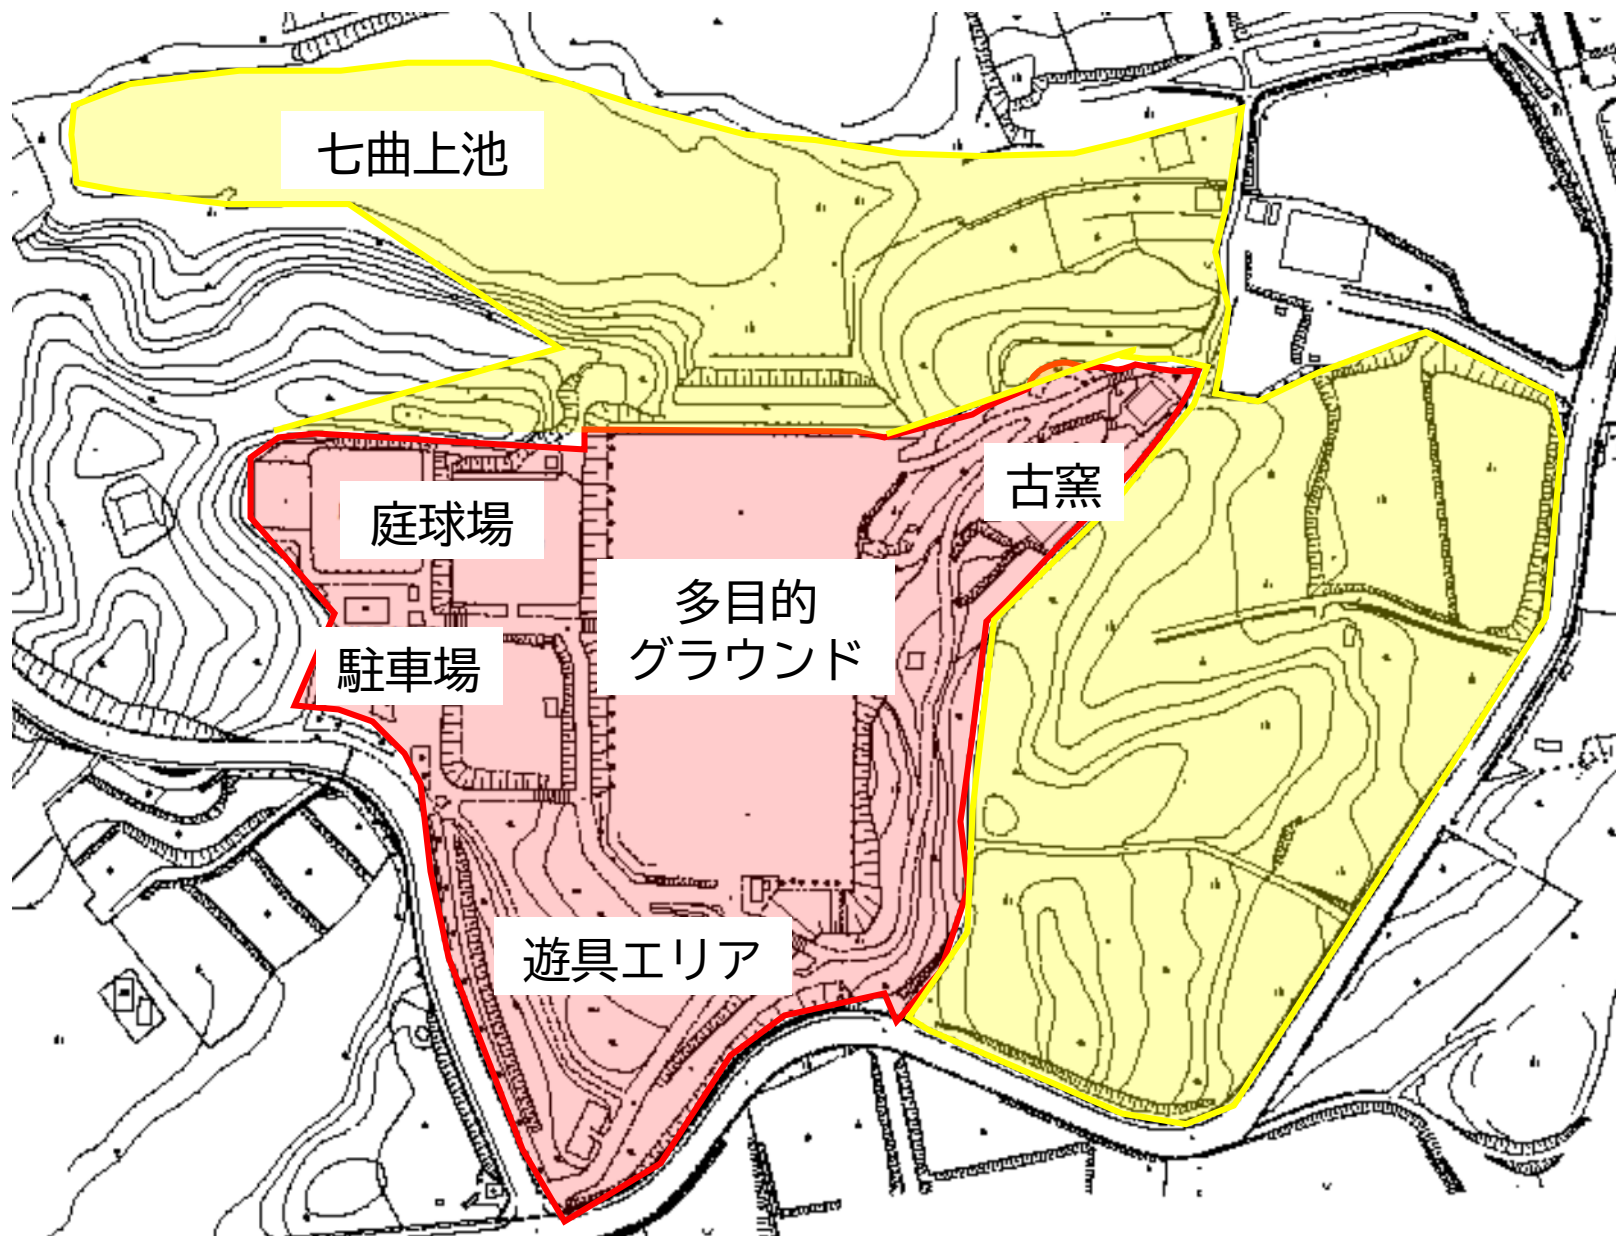 七曲上池
古窯
庭球場
多目的
グラウンド
駐車場
遊具エリア